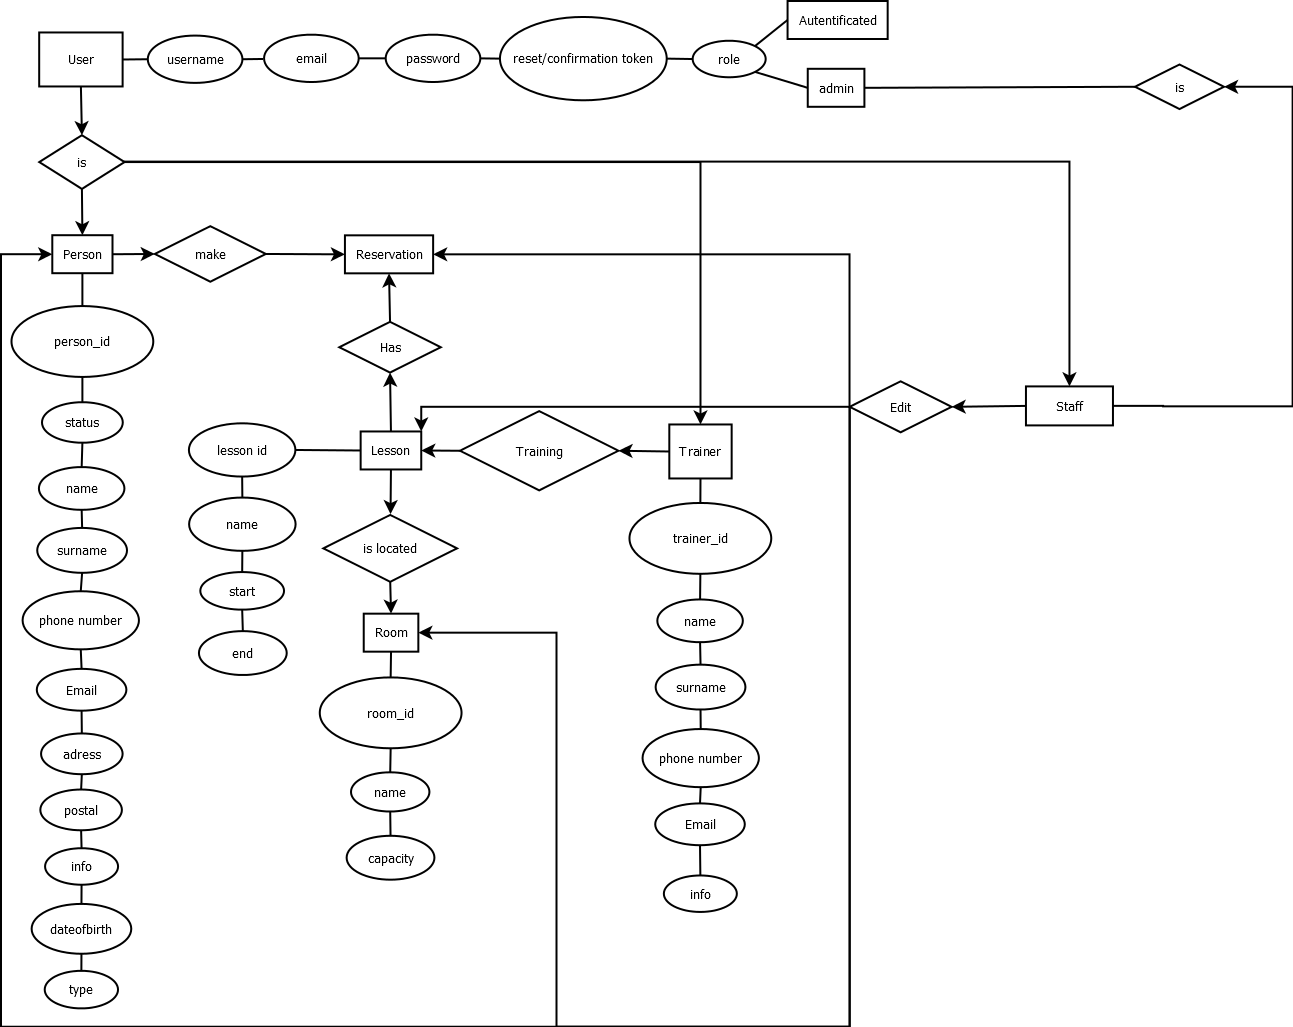 Autentificated
User
username
email
password
reset/confirmation token
role
admin
is
is
Person
make
Reservation
person_id
Has
status
Edit
Staff
lesson id
Lesson
Training
Trainer
name
name
is located
trainer_id
surname
start
phone number
name
end
Room
Email
surname
room_id
adress
phone number
name
postal
Email
capacity
info
info
dateofbirth
type